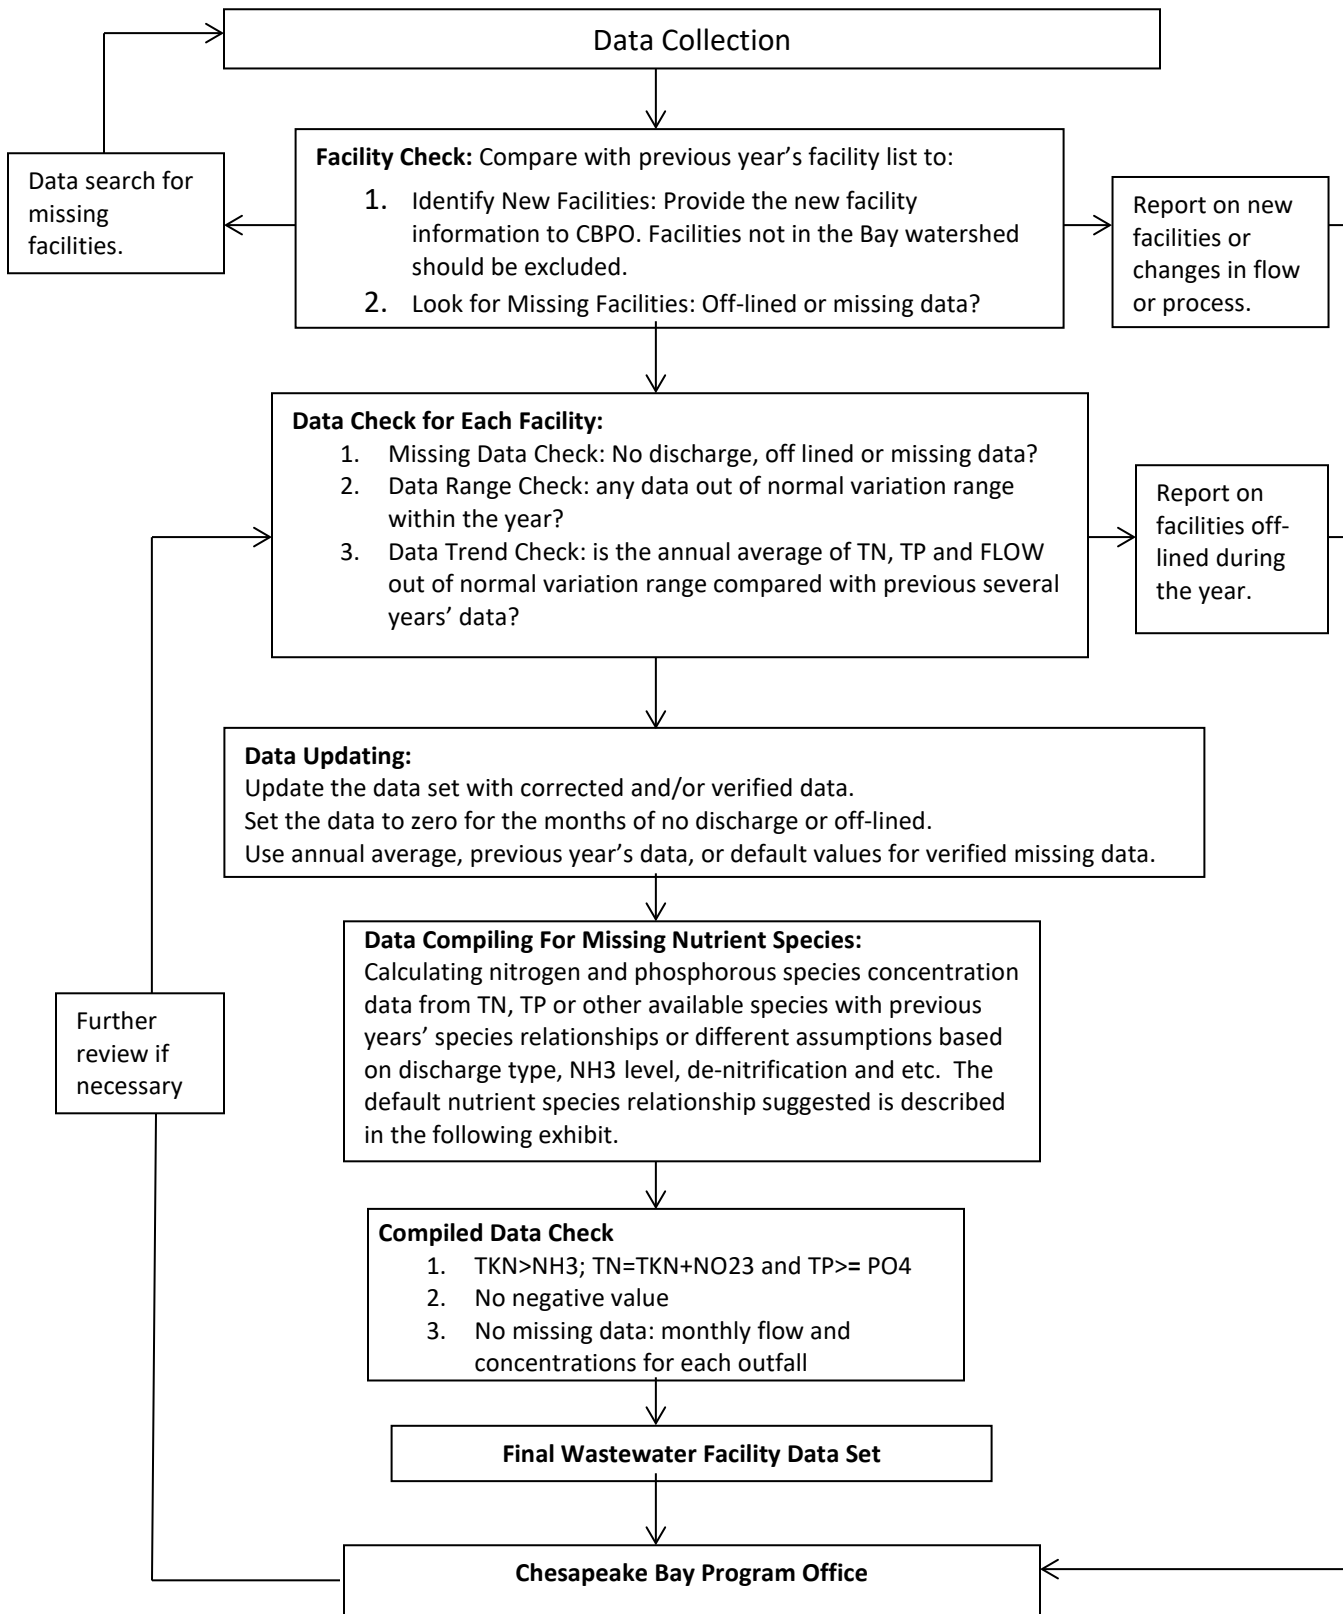 Data Collection
Data search for
missing
facilities.
Facility Check: Compare with previous year’s facility list to:
1. Identify New Facilities: Provide the new facility
information to CBPO. Facilities not in the Bay watershed
should be excluded.
2. Look for Missing Facilities: Off-lined or missing data?
Report on new
facilities or
changes in flow
or process.
Data Check for Each Facility:
1. Missing Data Check: No discharge, off lined or missing data?
2. Data Range Check: any data out of normal variation range
within the year?
3. Data Trend Check: is the annual average of TN, TP and FLOW
out of normal variation range compared with previous several
years’ data?
Report on
facilities off-
lined during
the year.
Data Updating:
Update the data set with corrected and/or verified data.
Set the data to zero for the months of no discharge or off-lined.
Use annual average, previous year’s data, or default values for verified missing data.
Data Compiling For Missing Nutrient Species:
Calculating nitrogen and phosphorous species concentration
data from TN, TP or other available species with previous
years’ species relationships or different assumptions based
on discharge type, NH3 level, de-nitrification and etc.  The
default nutrient species relationship suggested is described
in the following exhibit.
Further
review if
necessary
Compiled Data Check
1. TKN>NH3; TN=TKN+NO23 and TP>= PO4
2. No negative value
3. No missing data: monthly flow and
concentrations for each outfall
Final Wastewater Facility Data Set
Chesapeake Bay Program Office